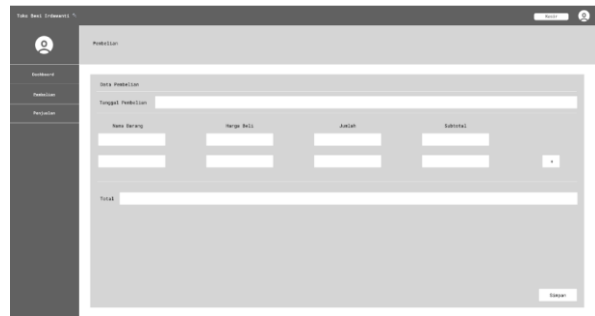 Toko Besi Irdawanti
Pembelian
Dashboard
Pembelian
Penjualan
Data Pembelian
Tanggal Pembelian
Nama Barang Harga Beli Jumlah Subtotal
+
Total
Simpan